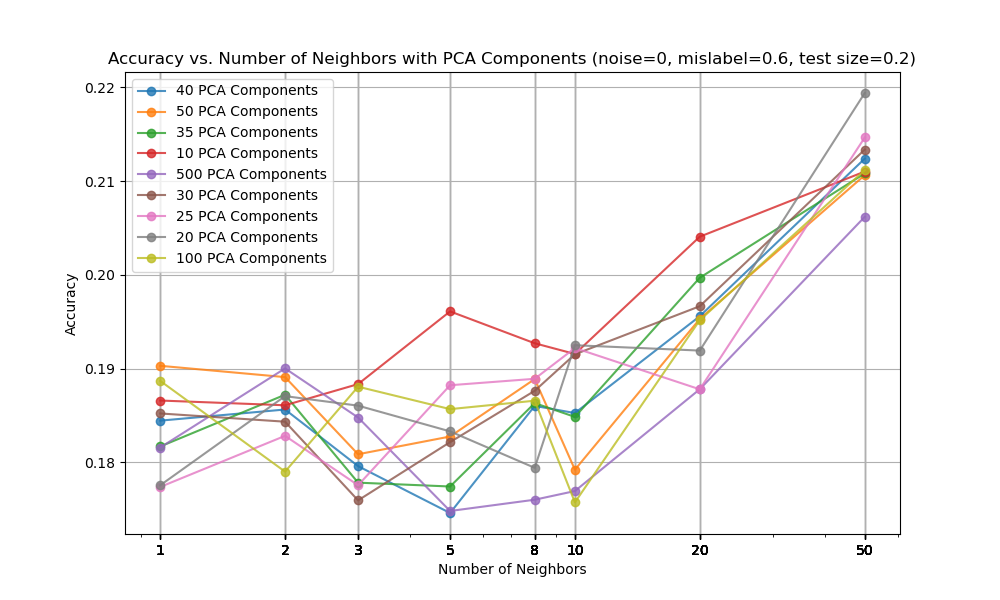 Accuracy vs. Number of Neighbors with PCA Components (noise=0, mislabel=0.6, test size=0.2)
40 PCA Components
50 PCA Components
35 PCA Components
10 PCA Components
500 PCA Components
30 PCA Components
25 PCA Components
20 PCA Components
100 PCA Components
0.22
0.21
0.20
0.19
0.18
Accuracy
1 2 3 5 8 10 20 50
Number of Neighbors